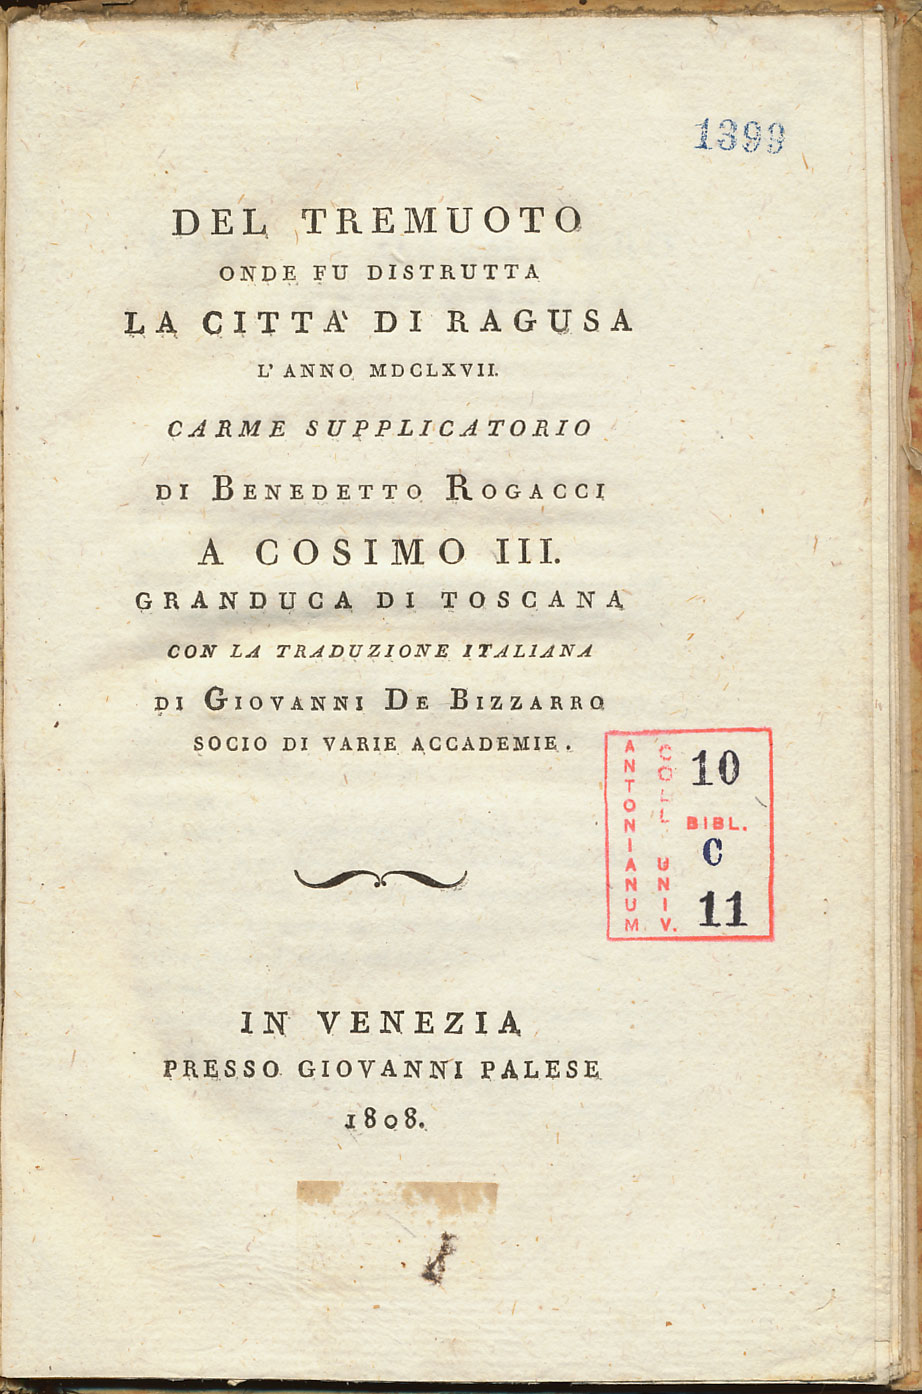 1399
DEL TREMUOTO
ONDE FU DISTRUTTA
LA CITTA' DI RAGUSA
L' ANNO MDCLXVII.
CARME SUPPLICATORIO
DI BENEDETTO ROGACCI
A COSIMO III.
GRANDUCA DI TOSCANA
CON LA TRADUZIONE ITALIANA
DI GIOVANNI DE BIZZARRO
SOCIO DI VARIE ACCADEMIE.
ANTONIANUM
COLL. UNIV.
10
BIBL.
C
11
IN VENEZIA
PRESSO GIOVANNI PALESE
1808.